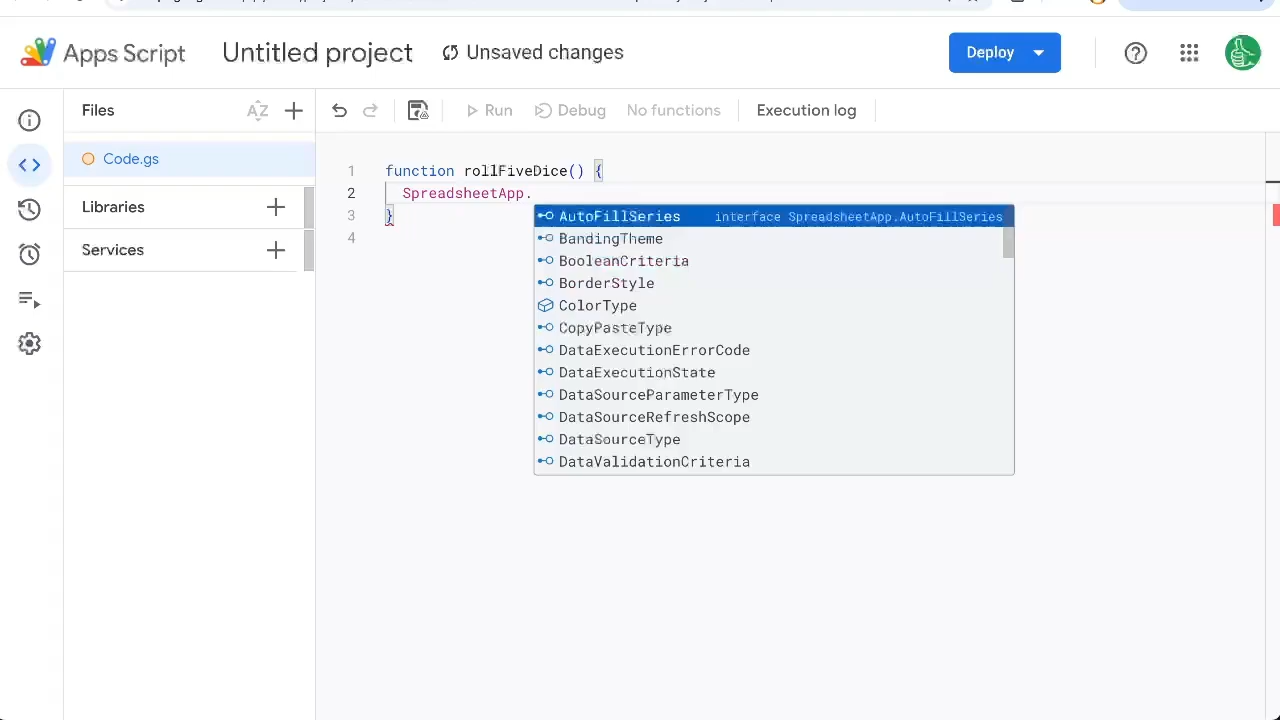 Apps Script Untitled project Unsaved changes Deploy
Files AZ Run Debug No functions Execution log
Code.gs
Libraries
Services
1 function rollFiveDice() {
2 SpreadsheetApp.
3 }
4
AutoFillSeries interface SpreadsheetApp.AutoFillSeries
BandingTheme
BooleanCriteria
BorderStyle
ColorType
CopyPasteType
DataExecutionErrorCode
DataExecutionState
DataSourceParameterType
DataSourceRefreshScope
DataSourceType
DataValidationCriteria